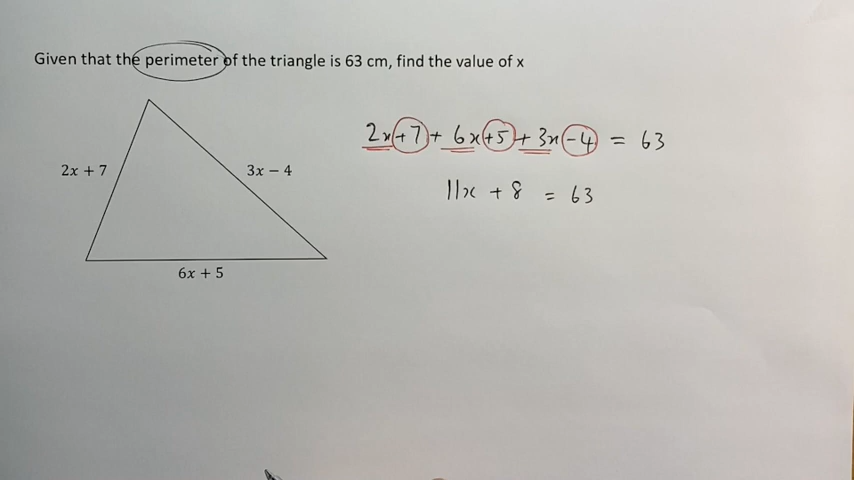 Given that the perimeter of the triangle is 63 cm, find the value of x
2x + 7 + 6x + 5 + 3x - 4 = 63
2x + 7
3x − 4
11x + 8 = 63
6x + 5